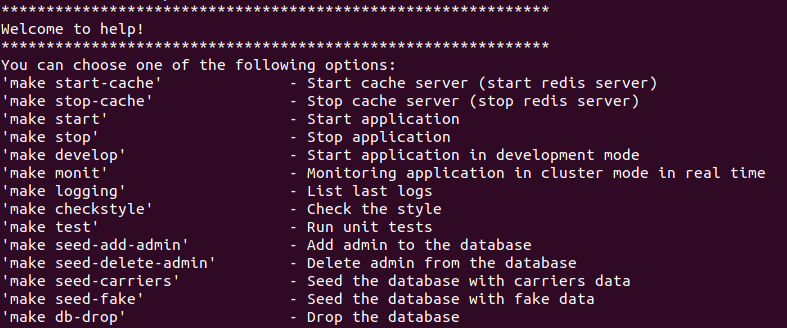 *************************************************************
Welcome to help!
*************************************************************
You can choose one of the following options:
'make start-cache' - Start cache server (start redis server)
'make stop-cache' - Stop cache server (stop redis server)
'make start' - Start application
'make stop' - Stop application
'make develop' - Start application in development mode
'make monit' - Monitoring application in cluster mode in real time
'make logging' - List last logs
'make checkstyle' - Check the style
'make test' - Run unit tests
'make seed-add-admin' - Add admin to the database
'make seed-delete-admin' - Delete admin from the database
'make seed-carriers' - Seed the database with carriers data
'make seed-fake' - Seed the database with fake data
'make db-drop' - Drop the database